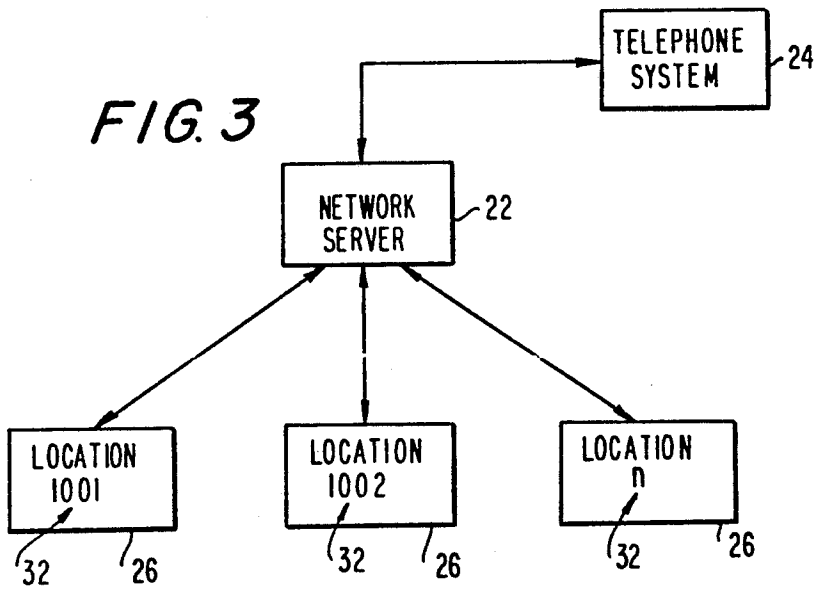 TELEPHONE
SYSTEM
24
FIG. 3
NETWORK
SERVER
22
LOCATION
1001
32
26
LOCATION
1002
32
26
LOCATION
n
32
26